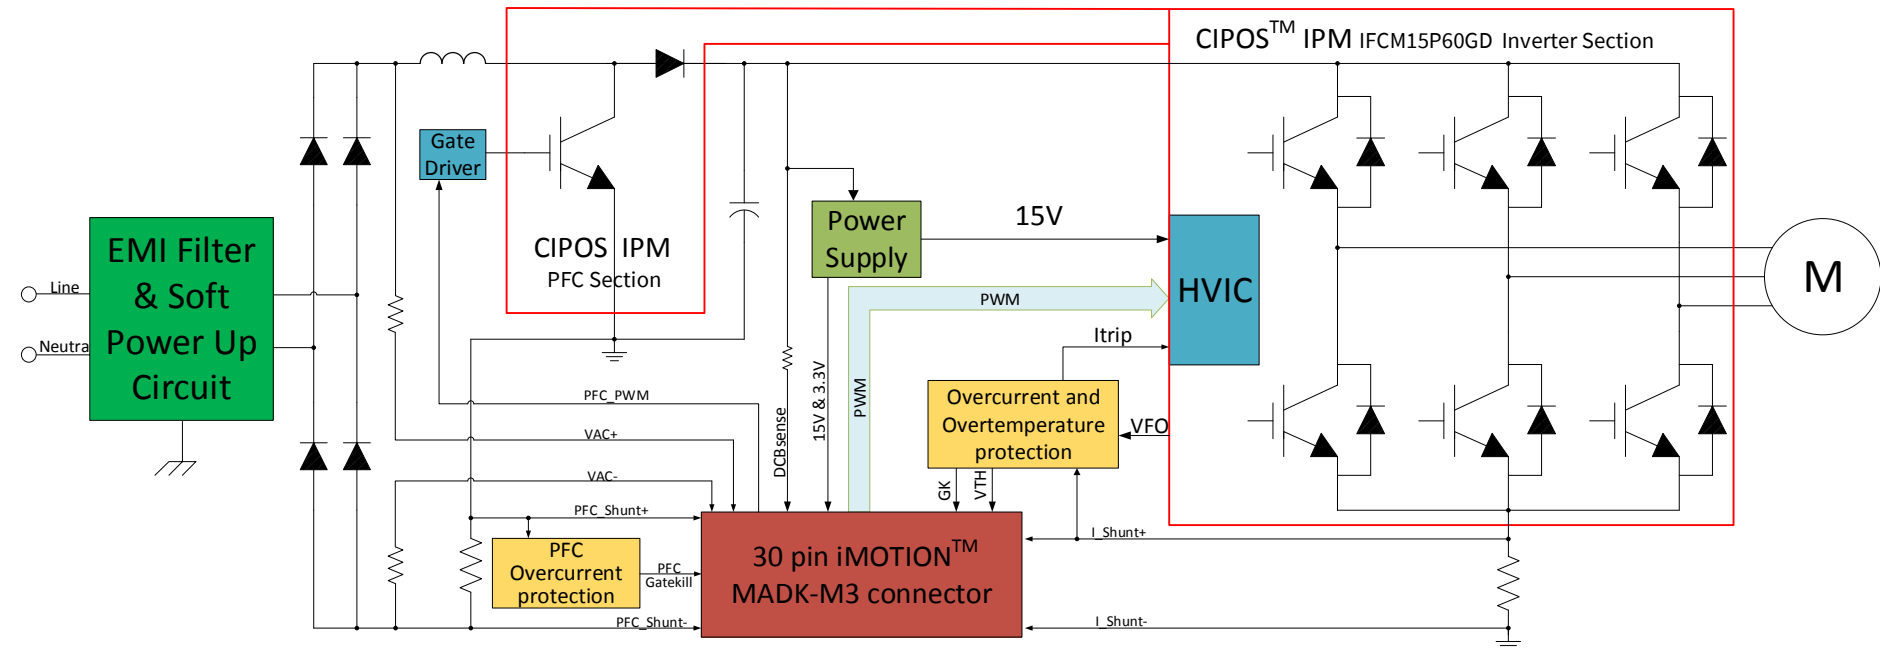 CIPOS™ IPM IFCM15P60GD Inverter Section
Gate
Driver
CIPOS IPM
PFC Section
Power
Supply
15V
EMI Filter
& Soft
Power Up
Circuit
Line
Neutra
HVIC
M
PWM
Itrip
PFC_PWM
VAC+
VAC-
DCBsense
15V & 3.3V
PWM
Overcurrent and
Overtemperature
protection
VFO
GK
VTH
PFC_Shunt+
PFC
Overcurrent
protection
PFC
Gatekill
PFC_Shunt-
30 pin iMOTION™
MADK-M3 connector
I_Shunt+
I_Shunt-